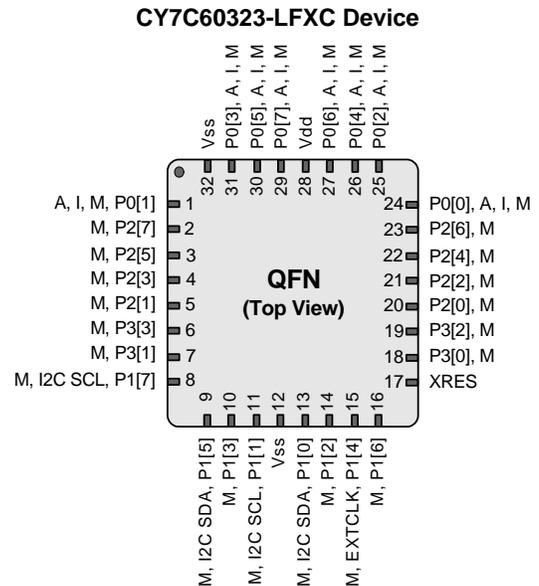 CY7C60323-LFXC Device
Vss
P0[3], A, I, M
P0[5], A, I, M
P0[7], A, I, M
Vdd
P0[6], A, I, M
P0[4], A, I, M
P0[2], A, I, M
32
31
30
29
28
27
26
25
A, I, M, P0[1] 1
M, P2[7] 2
M, P2[5] 3
M, P2[3] 4
M, P2[1] 5
M, P3[3] 6
M, P3[1] 7
M, I2C SCL, P1[7] 8
QFN
(Top View)
24 P0[0], A, I, M
23 P2[6], M
22 P2[4], M
21 P2[2], M
20 P2[0], M
19 P3[2], M
18 P3[0], M
17 XRES
9
10
11
12
13
14
15
16
M, I2C SDA, P1[5]
M, P1[3]
M, I2C SCL, P1[1]
Vss
M, I2C SDA, P1[0]
M, P1[2]
M, EXTCLK, P1[4]
M, P1[6]